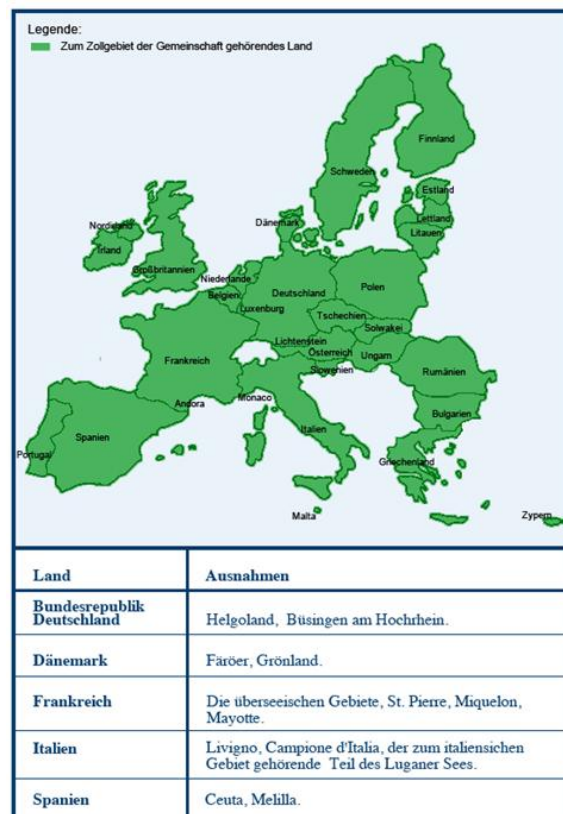 Legende:
Zum Zollgebiet der Gemeinschaft gehörendes Land
Finnland
Schweden
Estland
Lettland
Litauen
Dänemark
Nordirland
Irland
Großbritannien
Niederlande
Belgien
Luxenburg
Deutschland
Polen
Tschechien
Solwakei
Lichtenstein
Österreich
Ungarn
Slowenien
Frankreich
Rumänien
Bulgarien
Andora
Monaco
Italien
Spanien
Portugal
Griechenland
Malta
Zypern
Land Ausnahmen
Bundesrepublik
Deutschland Helgoland, Büsingen am Hochrhein.
Dänemark Färöer, Grönland.
Frankreich Die überseeischen Gebiete, St. Pierre, Miquelon,
Mayotte.
Italien Livigno, Campione d'Italia, der zum italiensichen
Gebiet gehörende Teil des Luganer Sees.
Spanien Ceuta, Melilla.